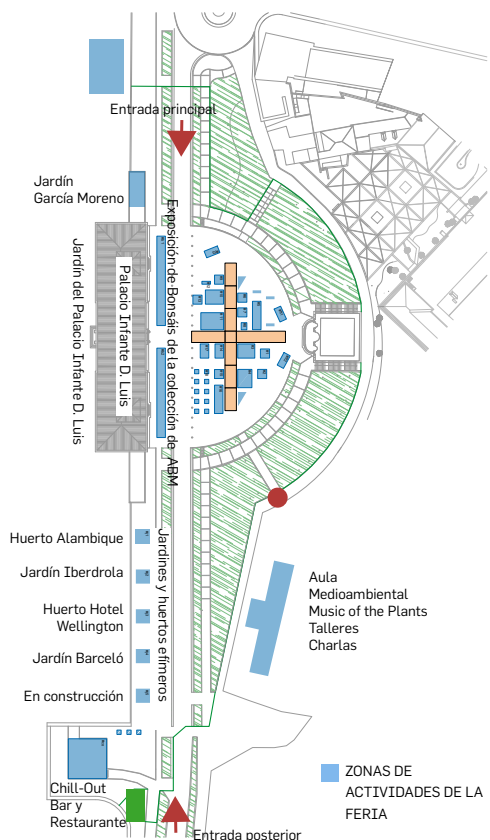 Entrada principal
Jardín
García Moreno
Exposición de Bonsáis de la colección de ABM
Palacio Infante D. Luis
Jardín del Palacio Infante D. Luis
Huerto Alambique
Jardín Iberdrola
Huerto Hotel
Wellington
Jardín Barceló
En construcción
Jardines y huertos efímeros
Aula
Medioambiental
Music of the Plants
Talleres
Charlas
Chill-Out
Bar y
Restaurante
Entrada posterior
ZONAS DE
ACTIVIDADES DE LA
FERIA